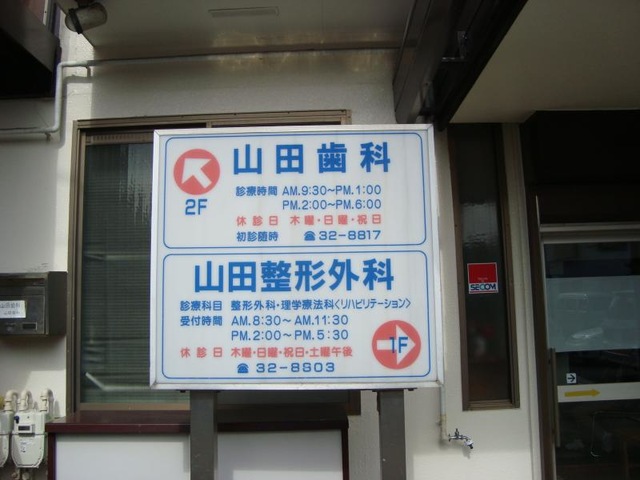 山田歯科
2F
診療時間 AM.9:30~PM.1:00
PM.2:00~PM.6:00
休診日 木曜・日曜・祝日
初診随時 ☎32-8817
山田整形外科
診療科目 整形外科・理学療法科〈リハビリテーション〉
受付時間 AM.8:30~AM.11:30
PM.2:00~PM.5:30
1F
休診日 木曜・日曜・祝日・土曜午後
☎32-8803
SECOM